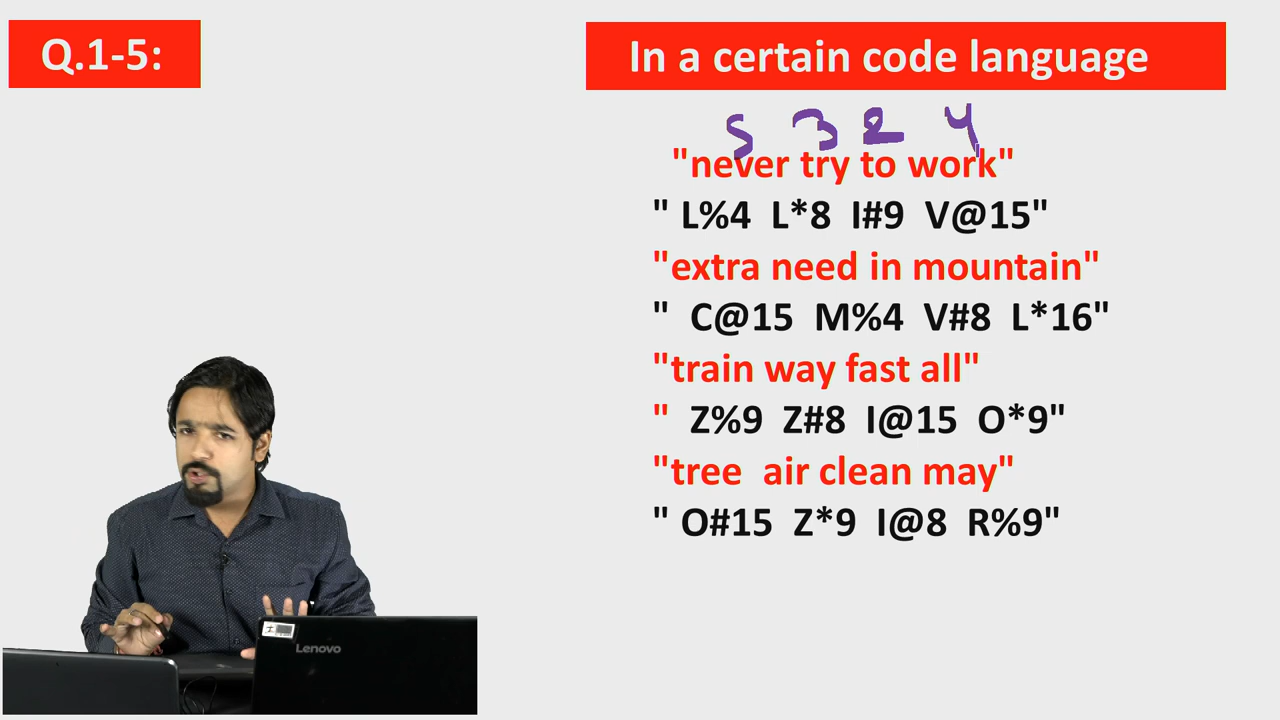 Q.1-5:
In a certain code language
5 3 2 4
"never try to work"
" L%4 L*8 I#9 V@15"
"extra need in mountain"
" C@15 M%4 V#8 L*16"
"train way fast all"
" Z%9 Z#8 I@15 O*9"
"tree air clean may"
" O#15 Z*9 I@8 R%9"
Lenovo